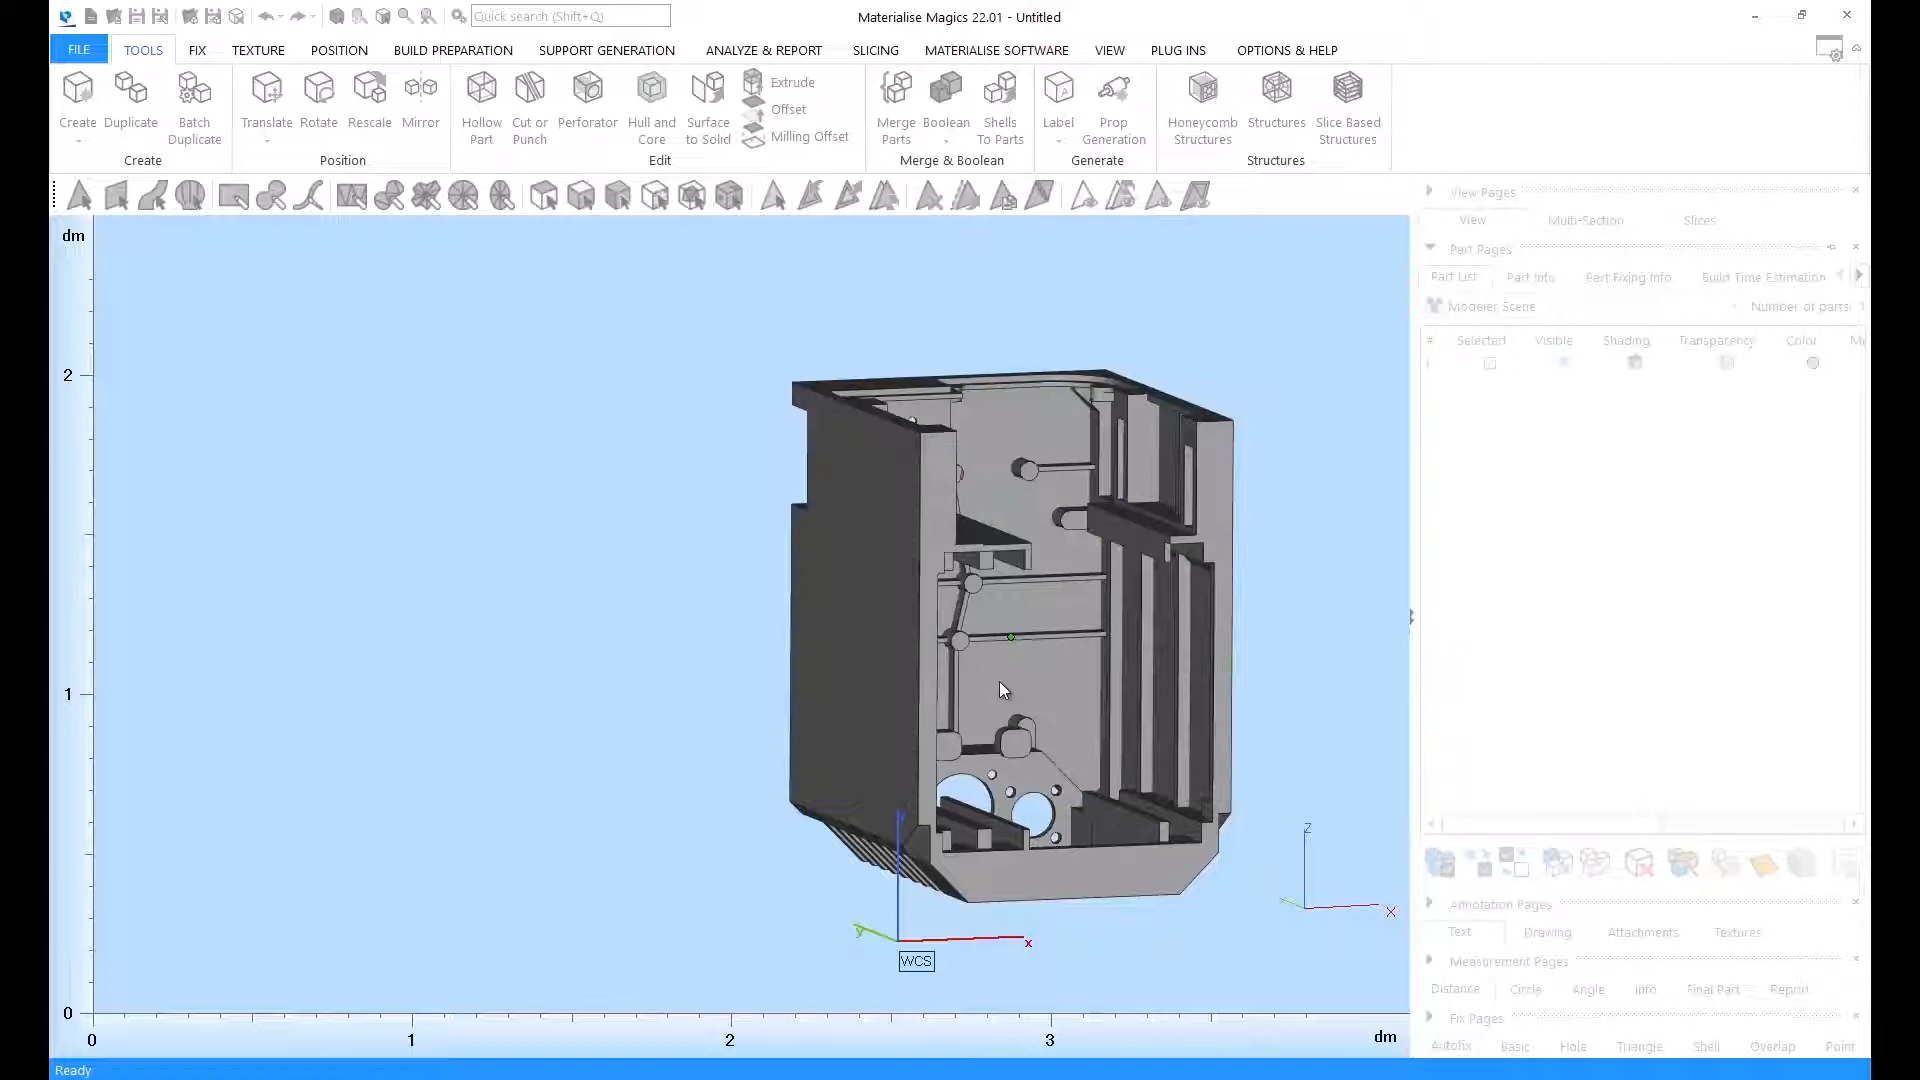 Quick search (Shift+Q)
Materialise Magics 22.01 - Untitled
FILE TOOLS FIX TEXTURE POSITION BUILD PREPARATION SUPPORT GENERATION ANALYZE & REPORT SLICING MATERIALISE SOFTWARE VIEW PLUG INS OPTIONS & HELP
Create Duplicate Batch Duplicate
Create
Translate Rotate Rescale Mirror
Position
Hollow Part Cut or Punch Perforator Hull and Core Surface to Solid
Extrude
Offset
Milling Offset
Edit
Merge Parts Boolean Shells To Parts
Merge & Boolean
Label Prop Generation
Generate
Honeycomb Structures Structures Slice Based Structures
Structures
dm
2
1
0
0 1 2 3 dm
y
x
WCS
z
x
View Pages
View Multi-Section Slices
Part Pages
Part List Part Info Part Fixing Info Build Time Estimation
Modeler Scene Number of parts: 1
# Selected Visible Shading Transparency Color
Annotation Pages
Text Drawing Attachments Textures
Measurement Pages
Distance Circle Angle Info Final Part Report
Fix Pages
Autofix Basic Hole Triangle Shell Overlap Point
Ready